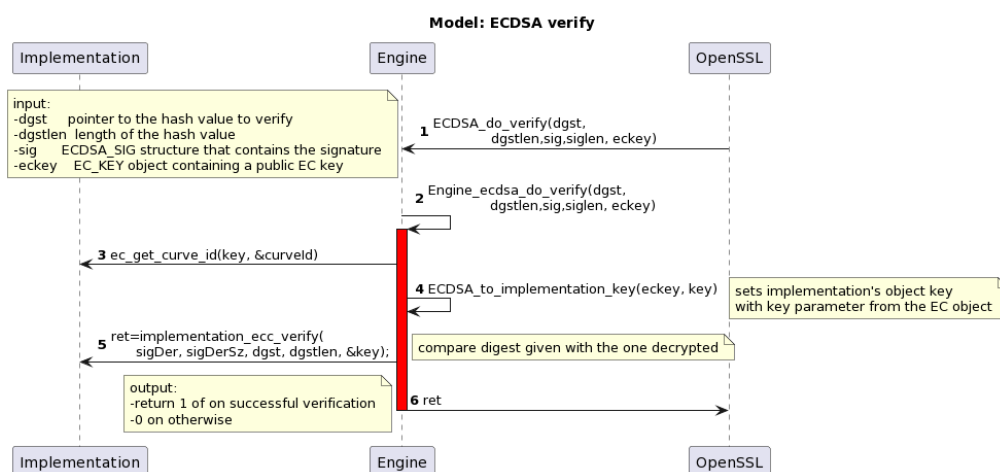 Model: ECDSA verify
Implementation
Engine
OpenSSL
input:
-dgst pointer to the hash value to verify
-dgstlen length of the hash value
-sig ECDSA_SIG structure that contains the signature
-eckey EC_KEY object containing a public EC key
1 ECDSA_do_verify(dgst,
dgstlen,sig,siglen, eckey)
2 Engine_ecdsa_do_verify(dgst,
dgstlen,sig,siglen, eckey)
3 ec_get_curve_id(key, &curveId)
4 ECDSA_to_implementation_key(eckey, key)
sets implementation's object key
with key parameter from the EC object
5 ret=implementation_ecc_verify(
sigDer, sigDerSz, dgst, dgstlen, &key);
compare digest given with the one decrypted
output:
-return 1 of on successful verification
-0 on otherwise
6 ret
Implementation
Engine
OpenSSL